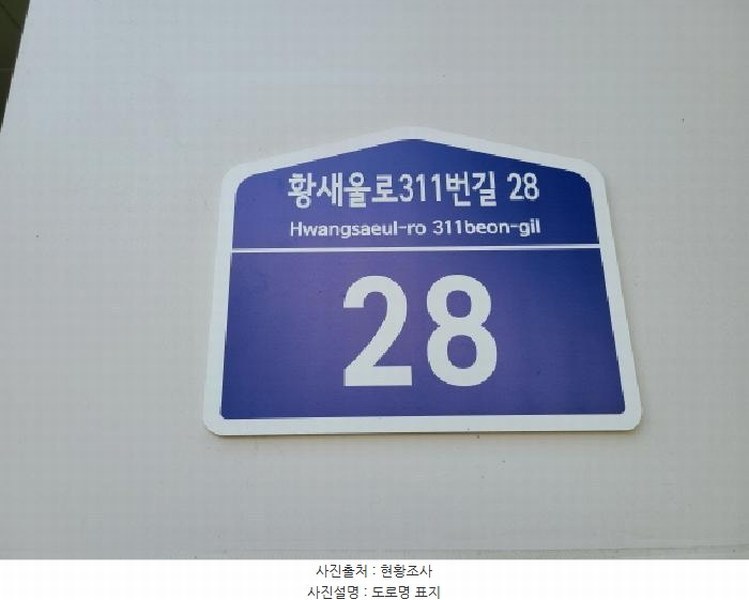 황새울로311번길 28
Hwangsaeul-ro 311beon-gil
28
사진출처 : 현황조사
사진설명 : 도로명 표지